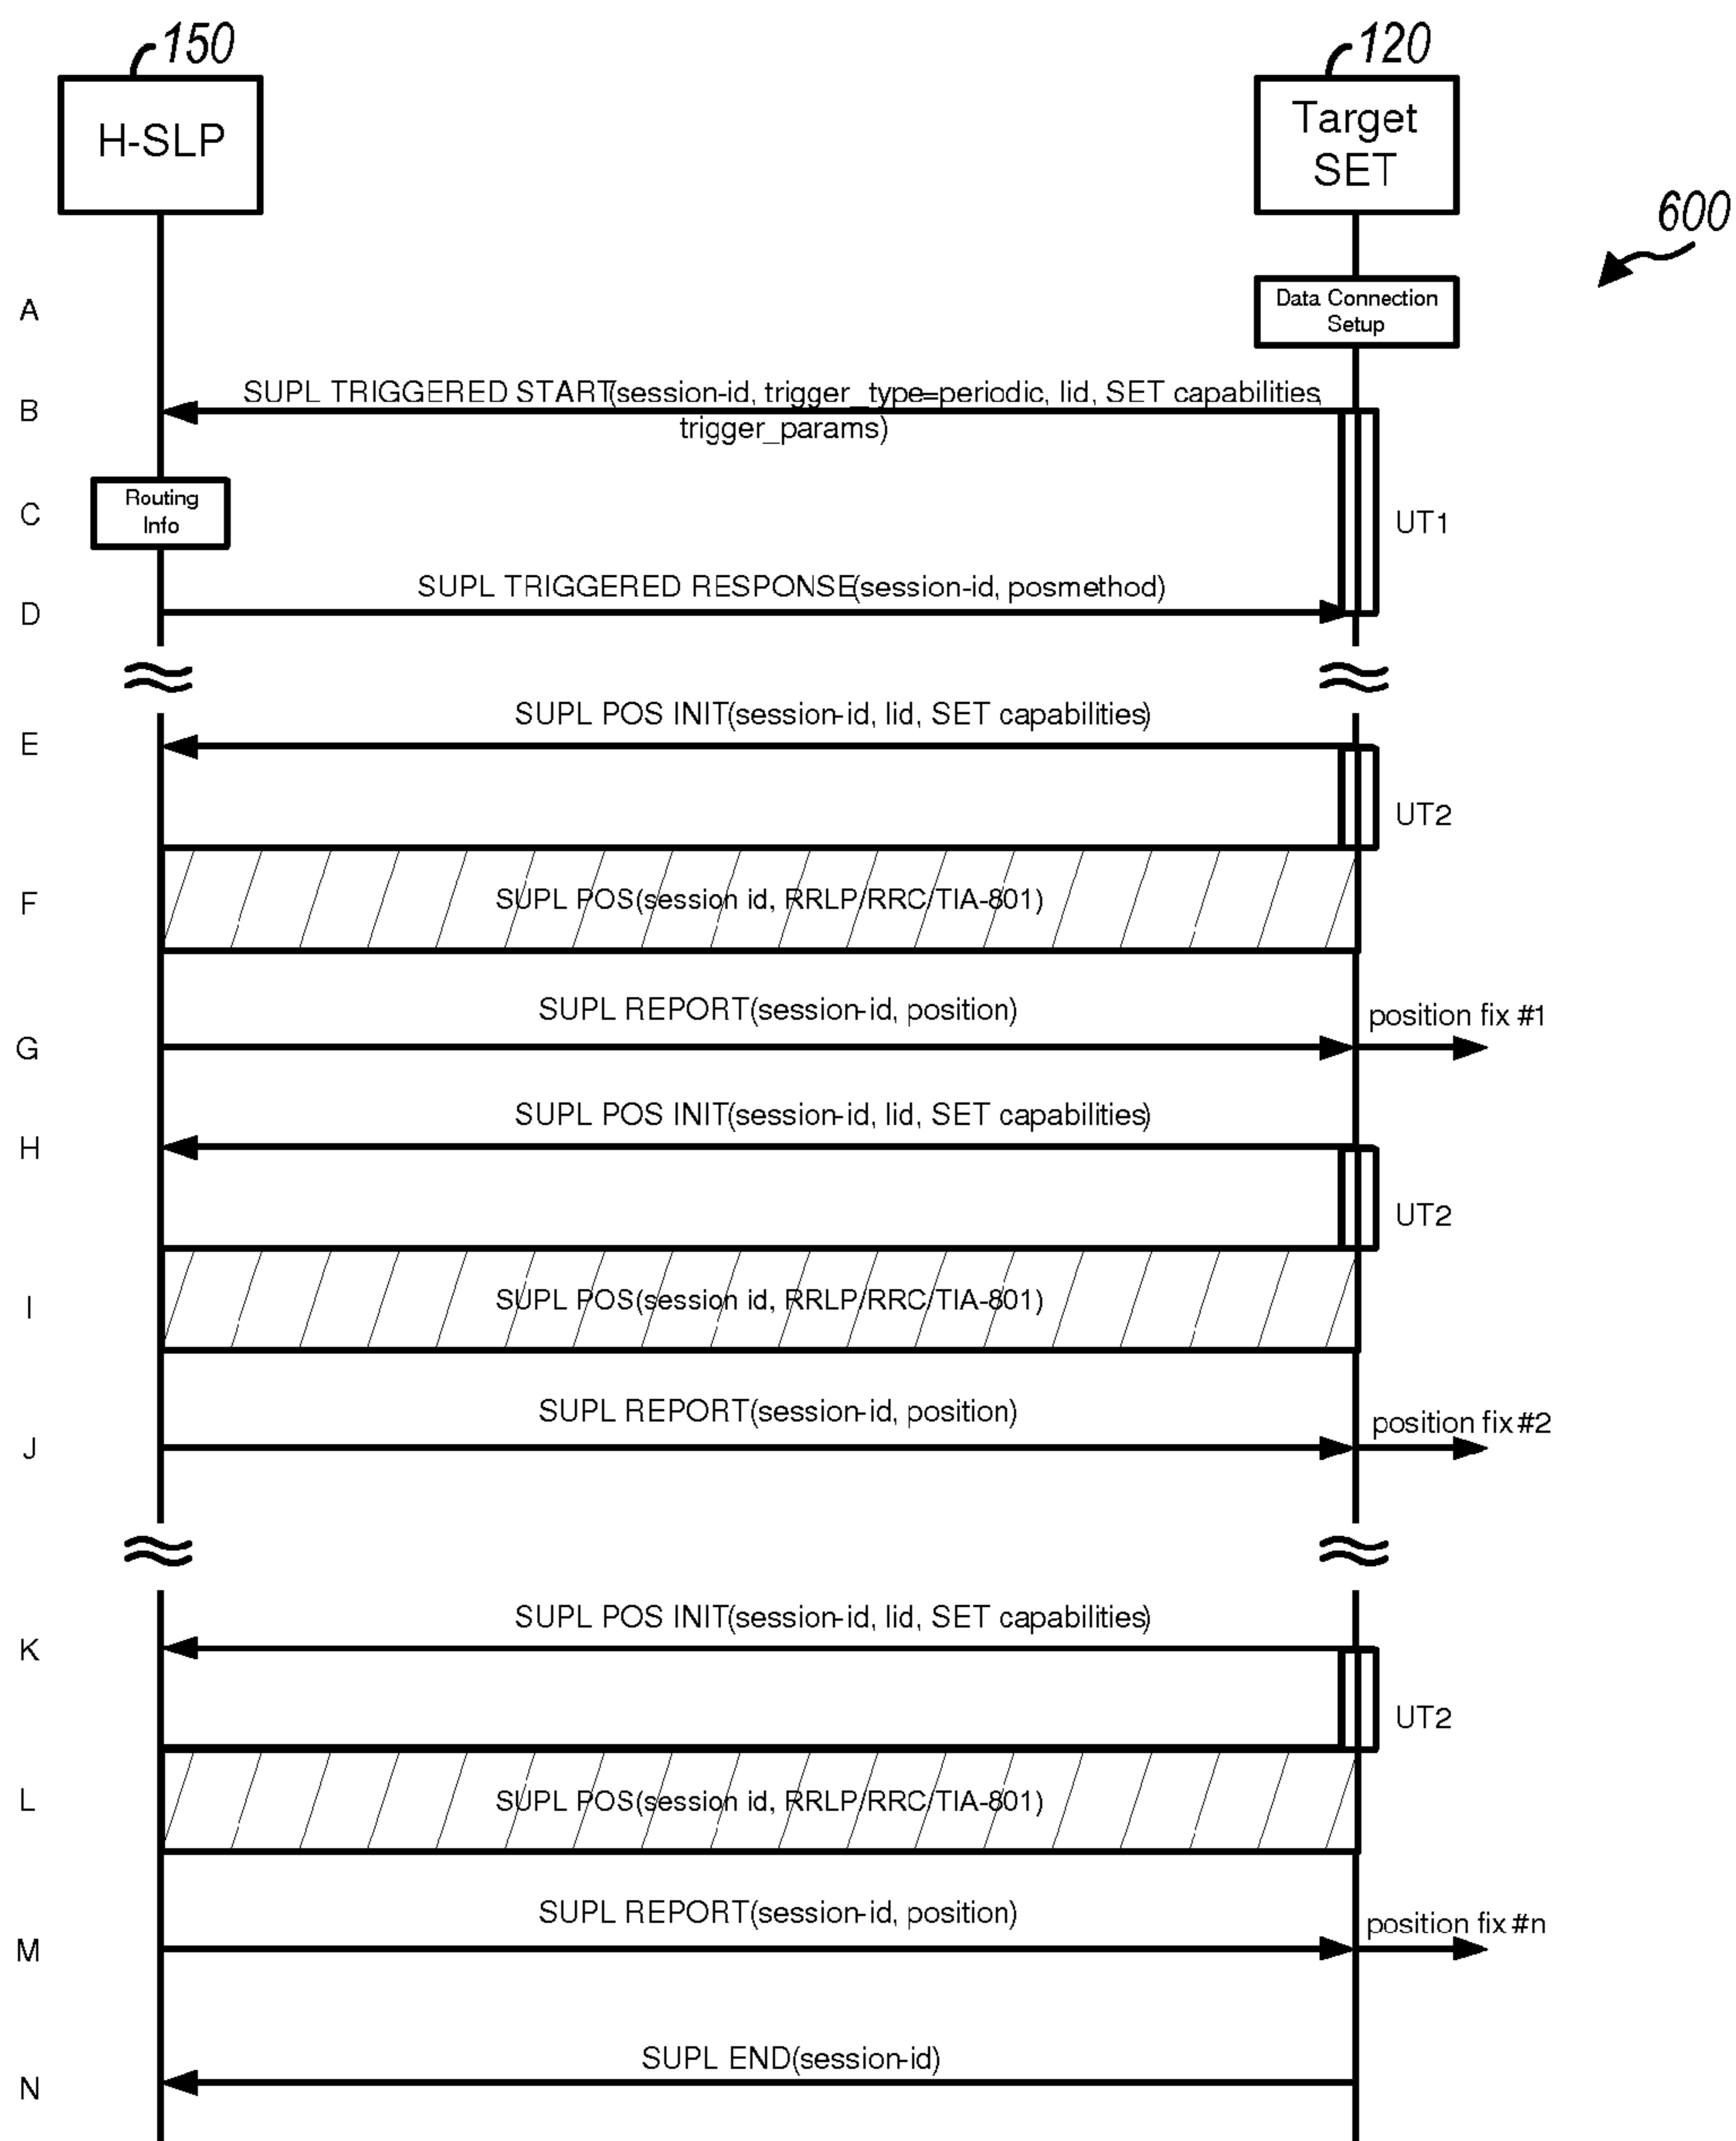 150
120
H-SLP
Target
SET
600
A
Data Connection
Setup
B
SUPL TRIGGERED START(session-id, trigger_type=periodic, lid, SET capabilities,
trigger_params)
C
Routing
Info
UT1
D
SUPL TRIGGERED RESPONSE(session-id, posmethod)
E
SUPL POS INIT(session-id, lid, SET capabilities)
UT2
F
SUPL POS(session id, RRLP/RRC/TIA-801)
G
SUPL REPORT(session-id, position)
position fix #1
H
SUPL POS INIT(session-id, lid, SET capabilities)
UT2
I
SUPL POS(session id, RRLP/RRC/TIA-801)
J
SUPL REPORT(session-id, position)
position fix #2
K
SUPL POS INIT(session-id, lid, SET capabilities)
UT2
L
SUPL POS(session id, RRLP/RRC/TIA-801)
M
SUPL REPORT(session-id, position)
position fix #n
N
SUPL END(session-id)